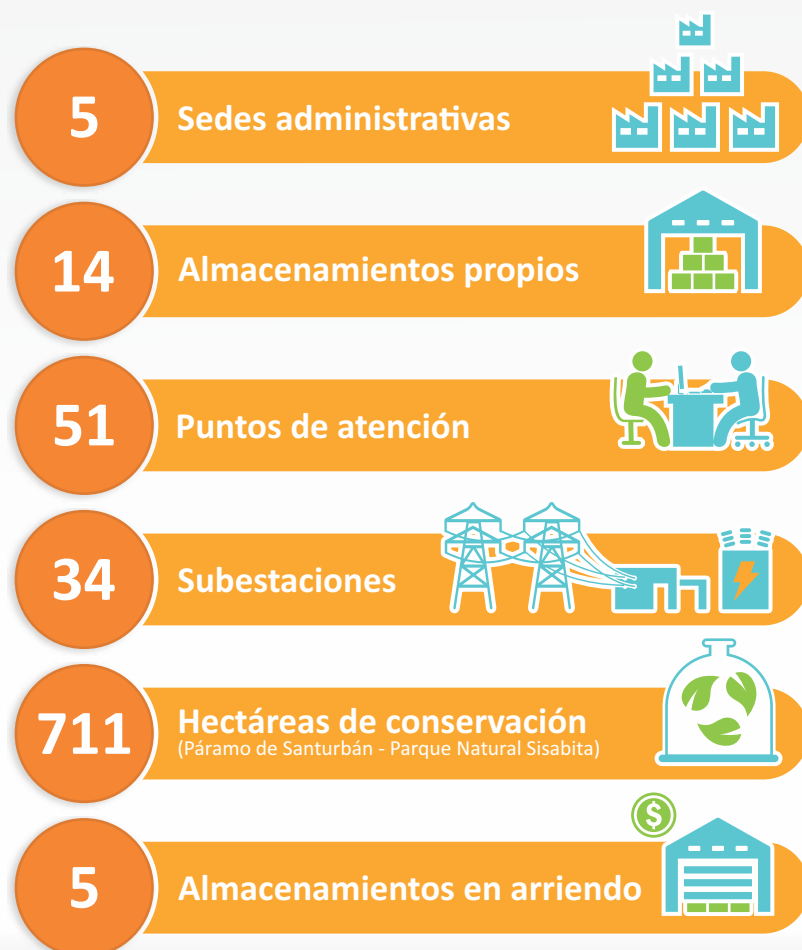 5
Sedes administrativas
14
Almacenamientos propios
51
Puntos de atención
34
Subestaciones
711
Hectáreas de conservación
(Páramo de Santurbán - Parque Natural Sisabita)
$
5
Almacenamientos en arriendo